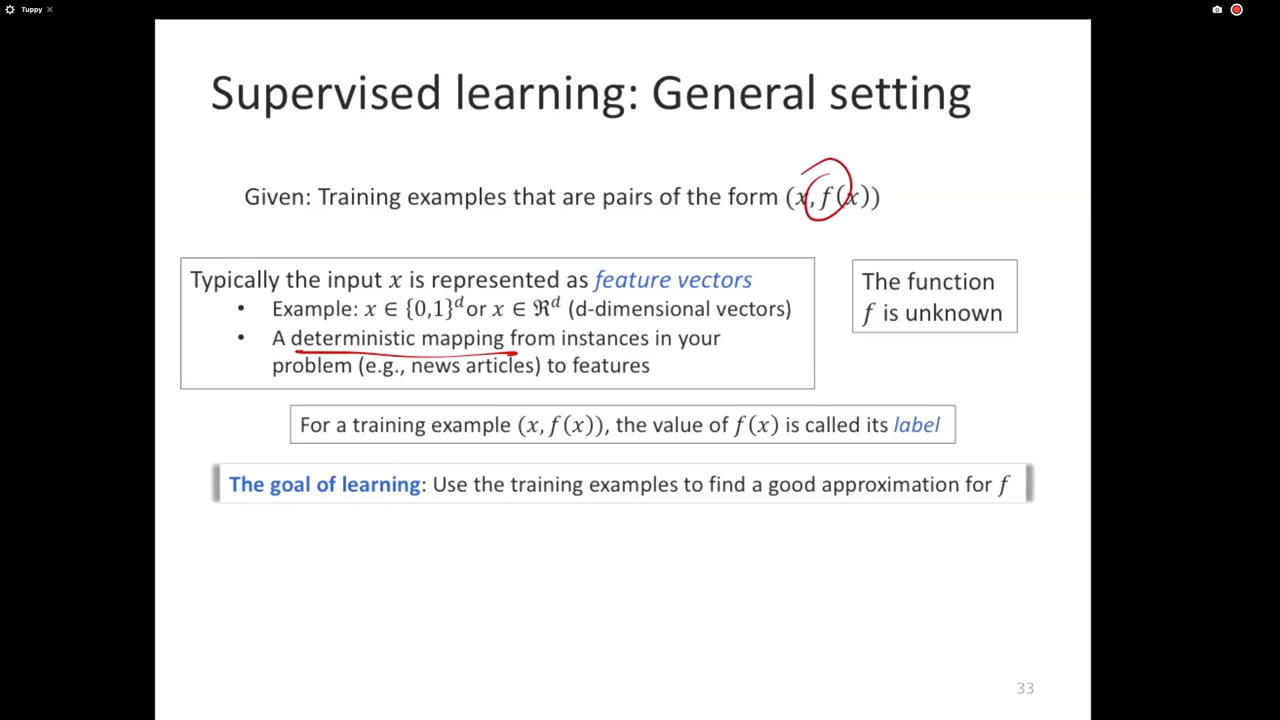 Tuppy
Supervised learning: General setting
Given: Training examples that are pairs of the form (x, f(x))
Typically the input x is represented as feature vectors
• Example: x ∈ {0,1}ᵈ or x ∈ ℜᵈ (d-dimensional vectors)
• A deterministic mapping from instances in your
problem (e.g., news articles) to features
The function
f is unknown
For a training example (x, f(x)), the value of f(x) is called its label
The goal of learning: Use the training examples to find a good approximation for f
33